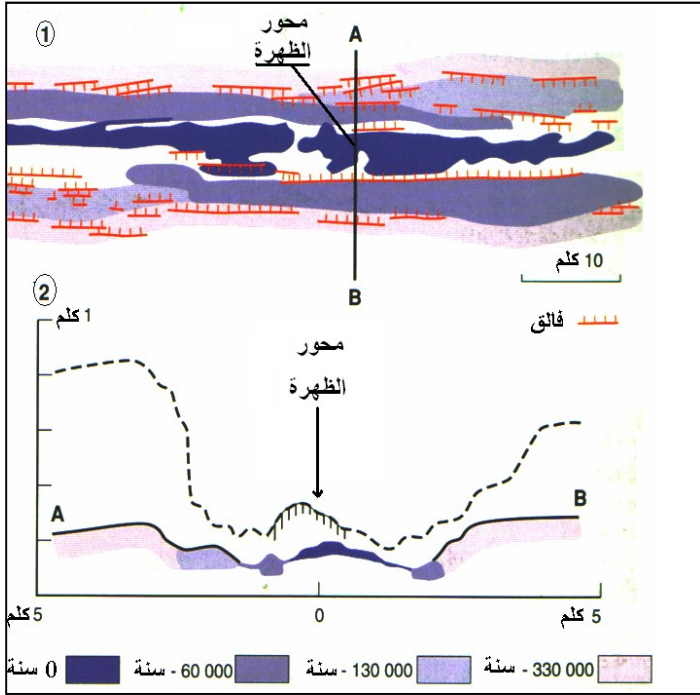 ①
محور
الظهرة
A
B
10 كلم
②
1 كلم
فالق
محور
الظهرة
A
B
5 كلم
0
5 كلم
0 سنة
- 60 000 سنة
- 130 000 سنة
- 330 000 سنة